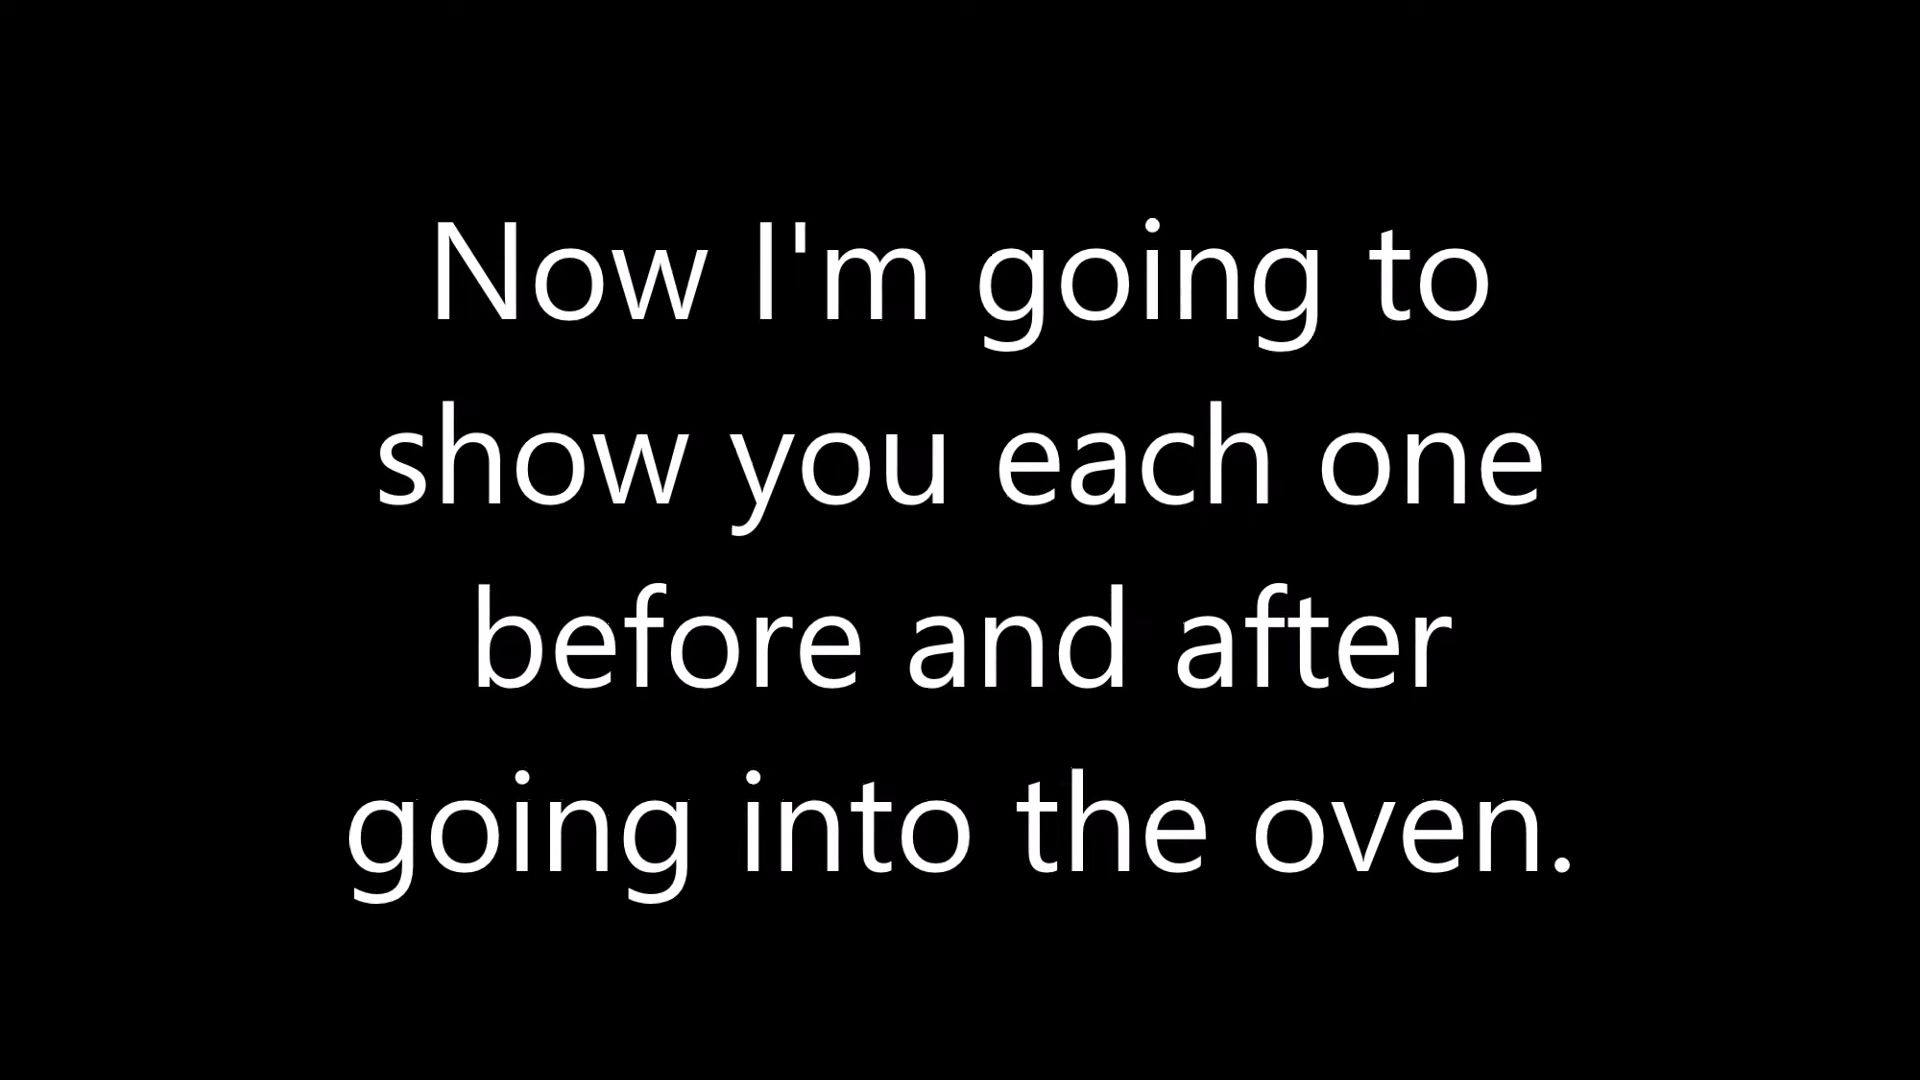 Now I'm going to
show you each one
before and after
going into the oven.